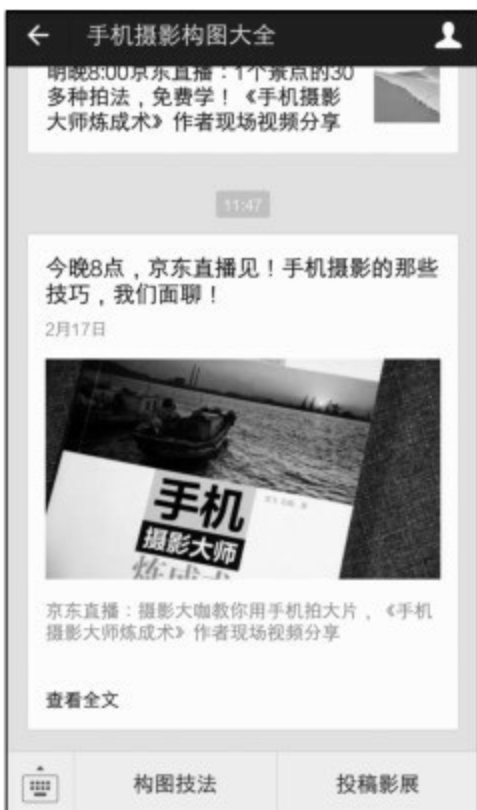 手机摄影构图大全
明晚8:00京东直播：1个景点的30
多种拍法，免费学！《手机摄影
大师炼成术》作者现场视频分享
11:47
今晚8点，京东直播见！手机摄影的那些
技巧，我们面聊！
2月17日
手机
摄影大师
炼成术
京东直播：摄影大咖教你用手机拍大片，《手机
摄影大师炼成术》作者现场视频分享
查看全文
构图技法
投稿影展